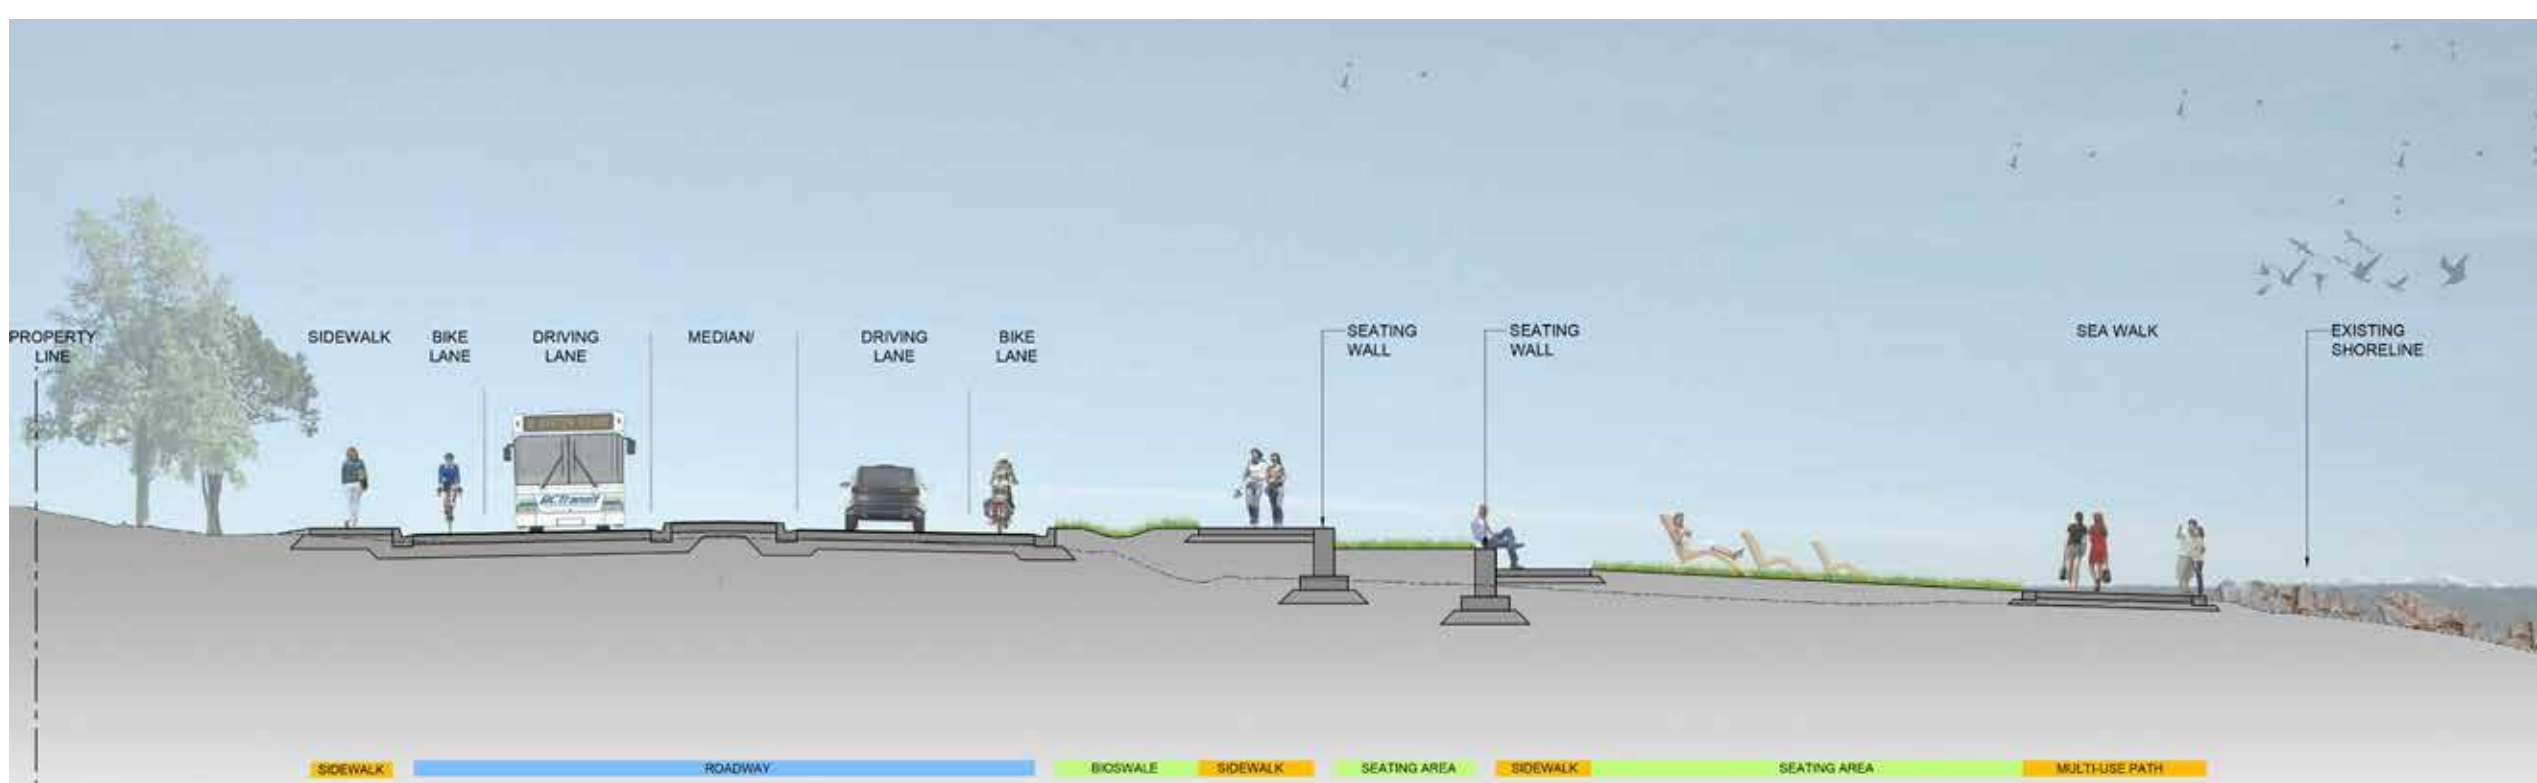 PROPERTY
LINE
SIDEWALK
BIKE
LANE
DRIVING
LANE
MEDIAN/
DRIVING
LANE
BIKE
LANE
SEATING
WALL
SEATING
WALL
SEA WALK
EXISTING
SHORELINE
BCTransit
SIDEWALK
ROADWAY
BIOSWALE
SIDEWALK
SEATING AREA
SIDEWALK
SEATING AREA
MULTI-USE PATH